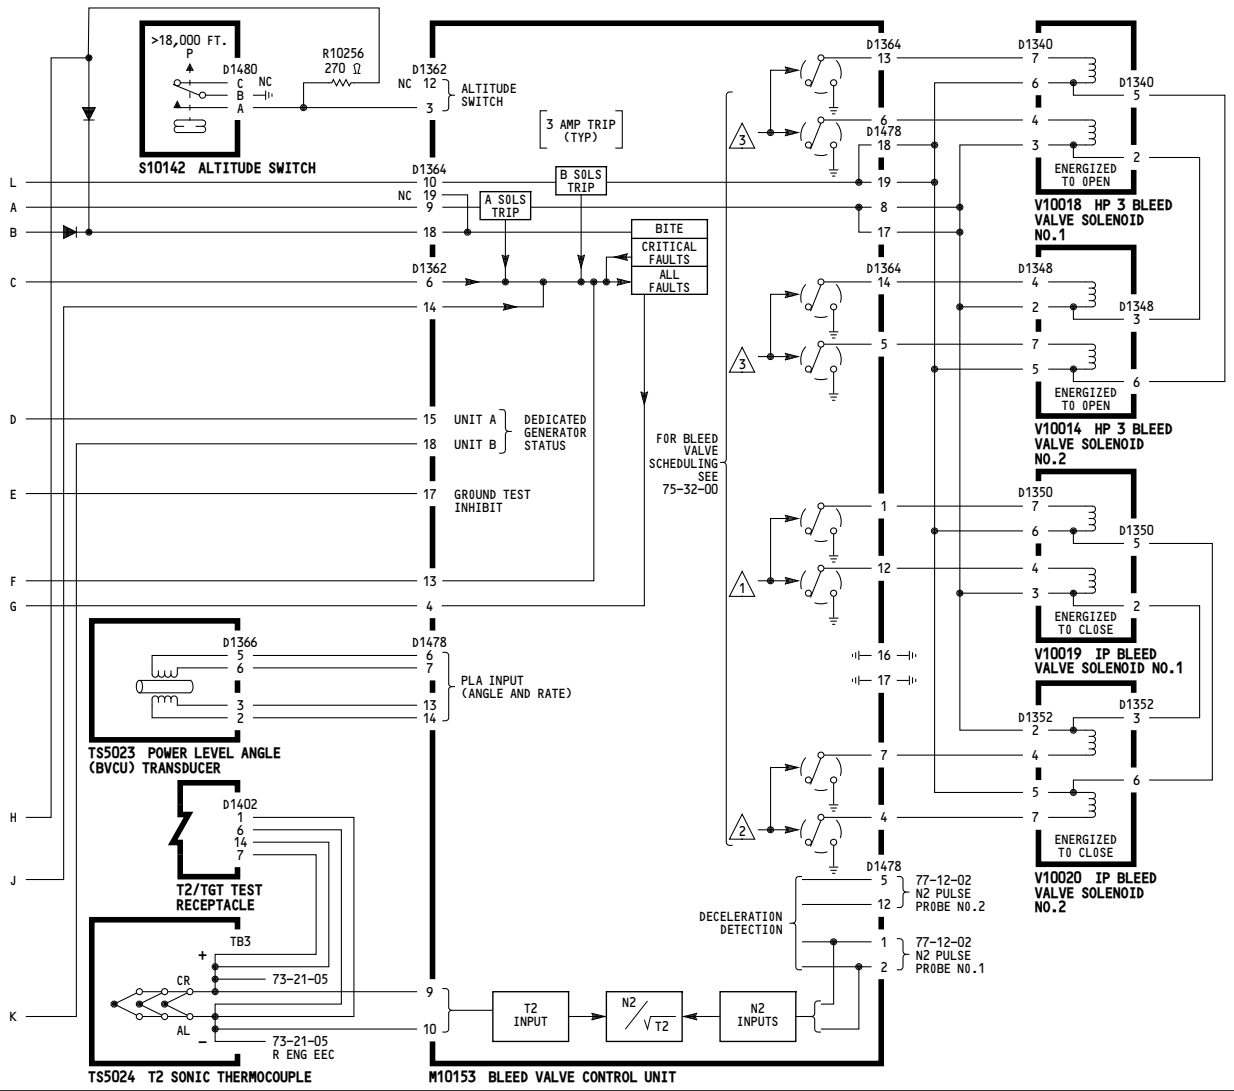 >18,000 FT.
P
D1480
C NC
B
A
S10142 ALTITUDE SWITCH
R10256
270 Ω
D1362
NC 12
3
ALTITUDE
SWITCH
3 AMP TRIP
(TYP)
L
A
B
C
D
E
F
G
H
J
K
D1364
10
NC 19
9
18
D1362
6
14
A SOLS
TRIP
B SOLS
TRIP
BITE
CRITICAL
FAULTS
ALL
FAULTS
15 UNIT A
18 UNIT B
DEDICATED
GENERATOR
STATUS
17 GROUND TEST
INHIBIT
13
4
FOR BLEED
VALVE
SCHEDULING
SEE
75-32-00
3
3
1
2
D1364
13
6
D1478
18
19
8
17
D1364
14
5
1
12
16
17
7
4
D1478
5
12
1
2
77-12-02
N2 PULSE
PROBE NO.2
77-12-02
N2 PULSE
PROBE NO.1
DECELERATION
DETECTION
D1340
7
6
4
3
D1340
5
2
ENERGIZED
TO OPEN
V10018 HP 3 BLEED
VALVE SOLENOID
NO.1
D1348
4
2
7
5
D1348
3
6
ENERGIZED
TO OPEN
V10014 HP 3 BLEED
VALVE SOLENOID
NO.2
D1350
7
6
4
3
D1350
5
2
ENERGIZED
TO CLOSE
V10019 IP BLEED
VALVE SOLENOID NO.1
D1352
2
4
5
7
D1352
3
6
ENERGIZED
TO CLOSE
V10020 IP BLEED
VALVE SOLENOID
NO.2
D1366
5
6
3
2
TS5023 POWER LEVEL ANGLE
(BVCU) TRANSDUCER
D1478
6
7
13
14
PLA INPUT
(ANGLE AND RATE)
D1402
1
6
14
7
T2/TGT TEST
RECEPTACLE
TB3
+
CR
AL
-
73-21-05
73-21-05
R ENG EEC
TS5024 T2 SONIC THERMOCOUPLE
9
10
T2
INPUT
N2
/
√T2
N2
INPUTS
M10153 BLEED VALVE CONTROL UNIT